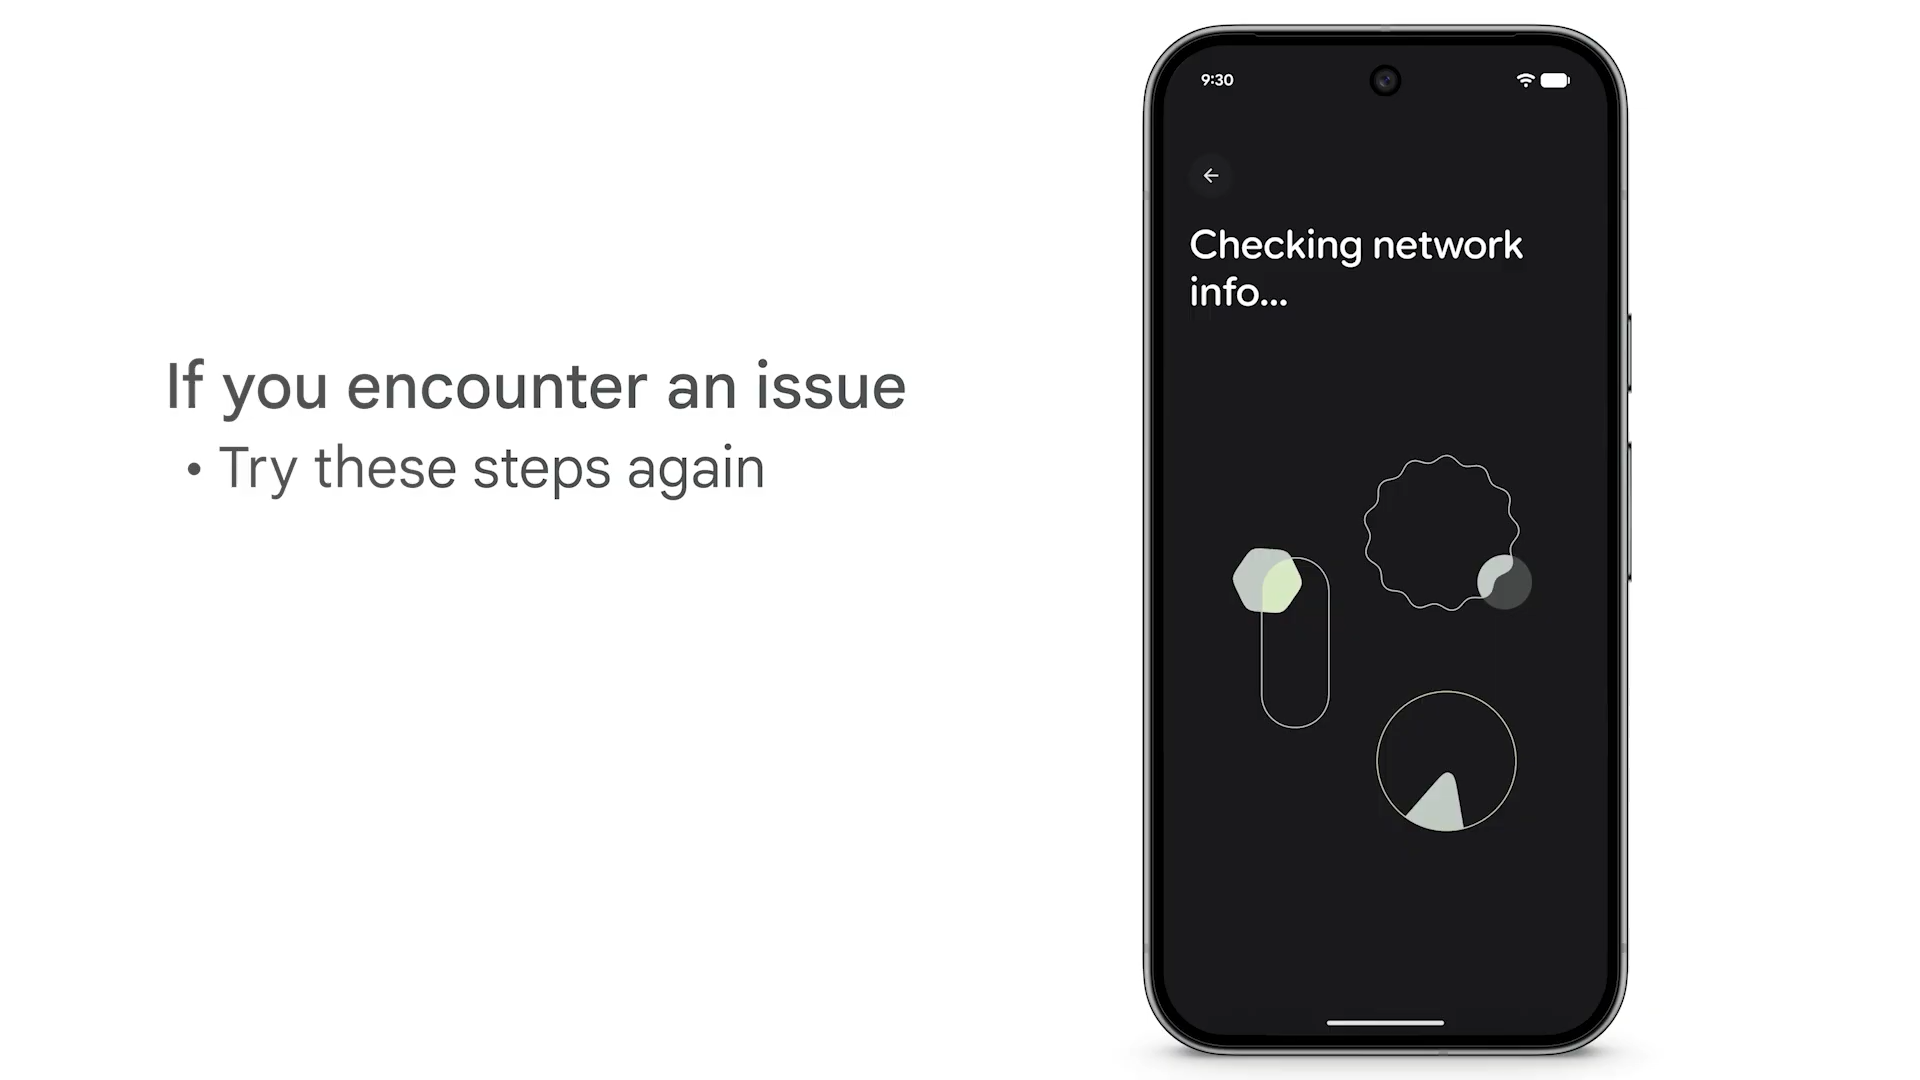 If you encounter an issue
• Try these steps again
9:30
Checking network
info...